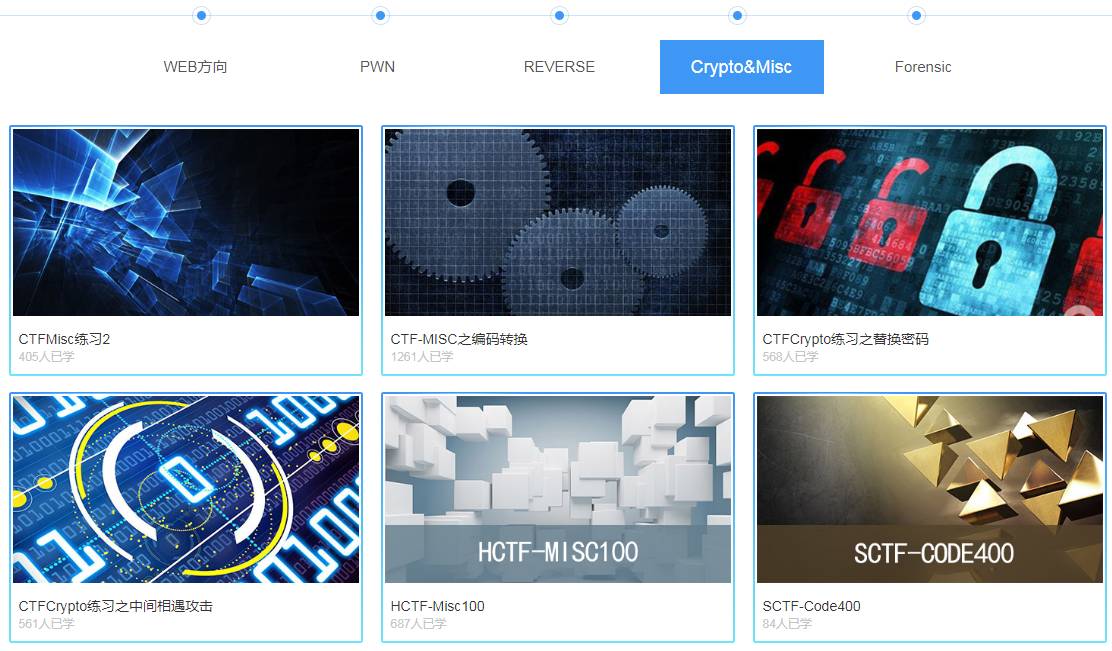 WEB方向
PWN
REVERSE
Crypto&Misc
Forensic
CTFMisc练习2
405人已学
CTF-MISC之编码转换
1261人已学
CTFCrypto练习之替换密码
568人已学
HCTF-MISC100
SCTF-CODE400
CTFCrypto练习之中间相遇攻击
561人已学
HCTF-Misc100
687人已学
SCTF-Code400
84人已学